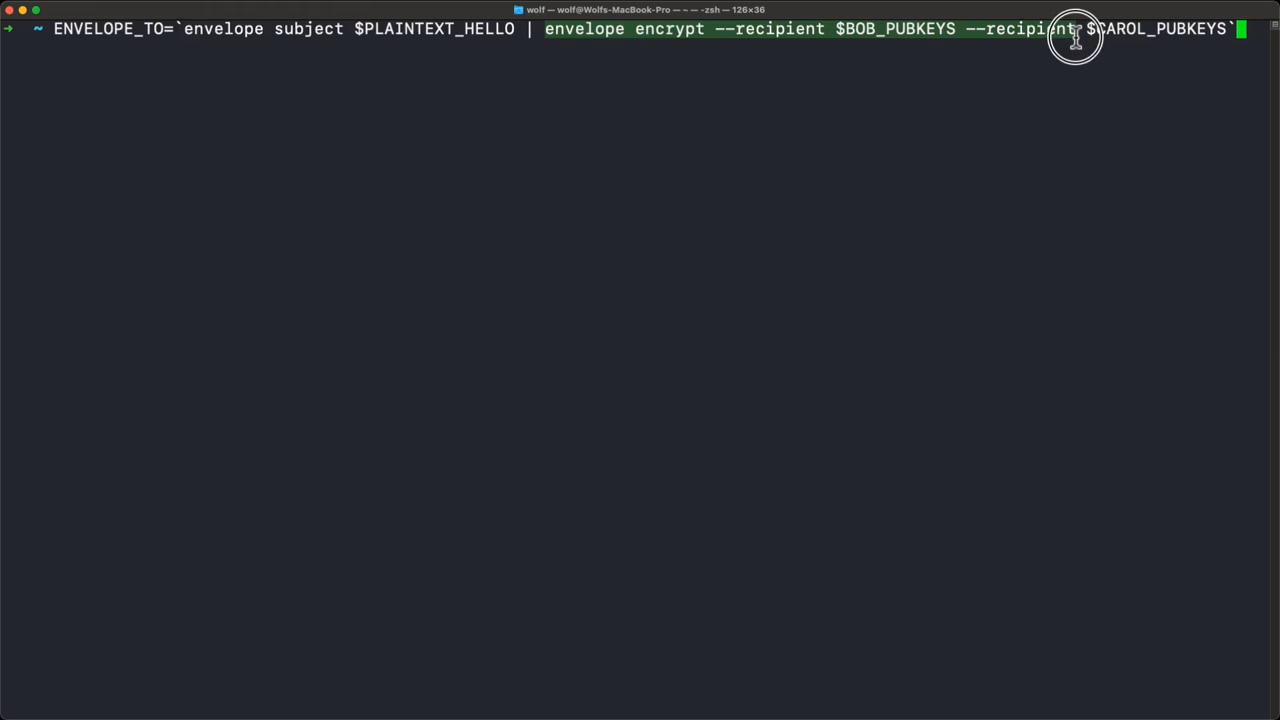 wolf — wolf@Wolfs-MacBook-Pro — ~ — -zsh — 126×36
➜  ~ ENVELOPE_TO=`envelope subject $PLAINTEXT_HELLO | envelope encrypt --recipient $BOB_PUBKEYS --recipient $CAROL_PUBKEYS`